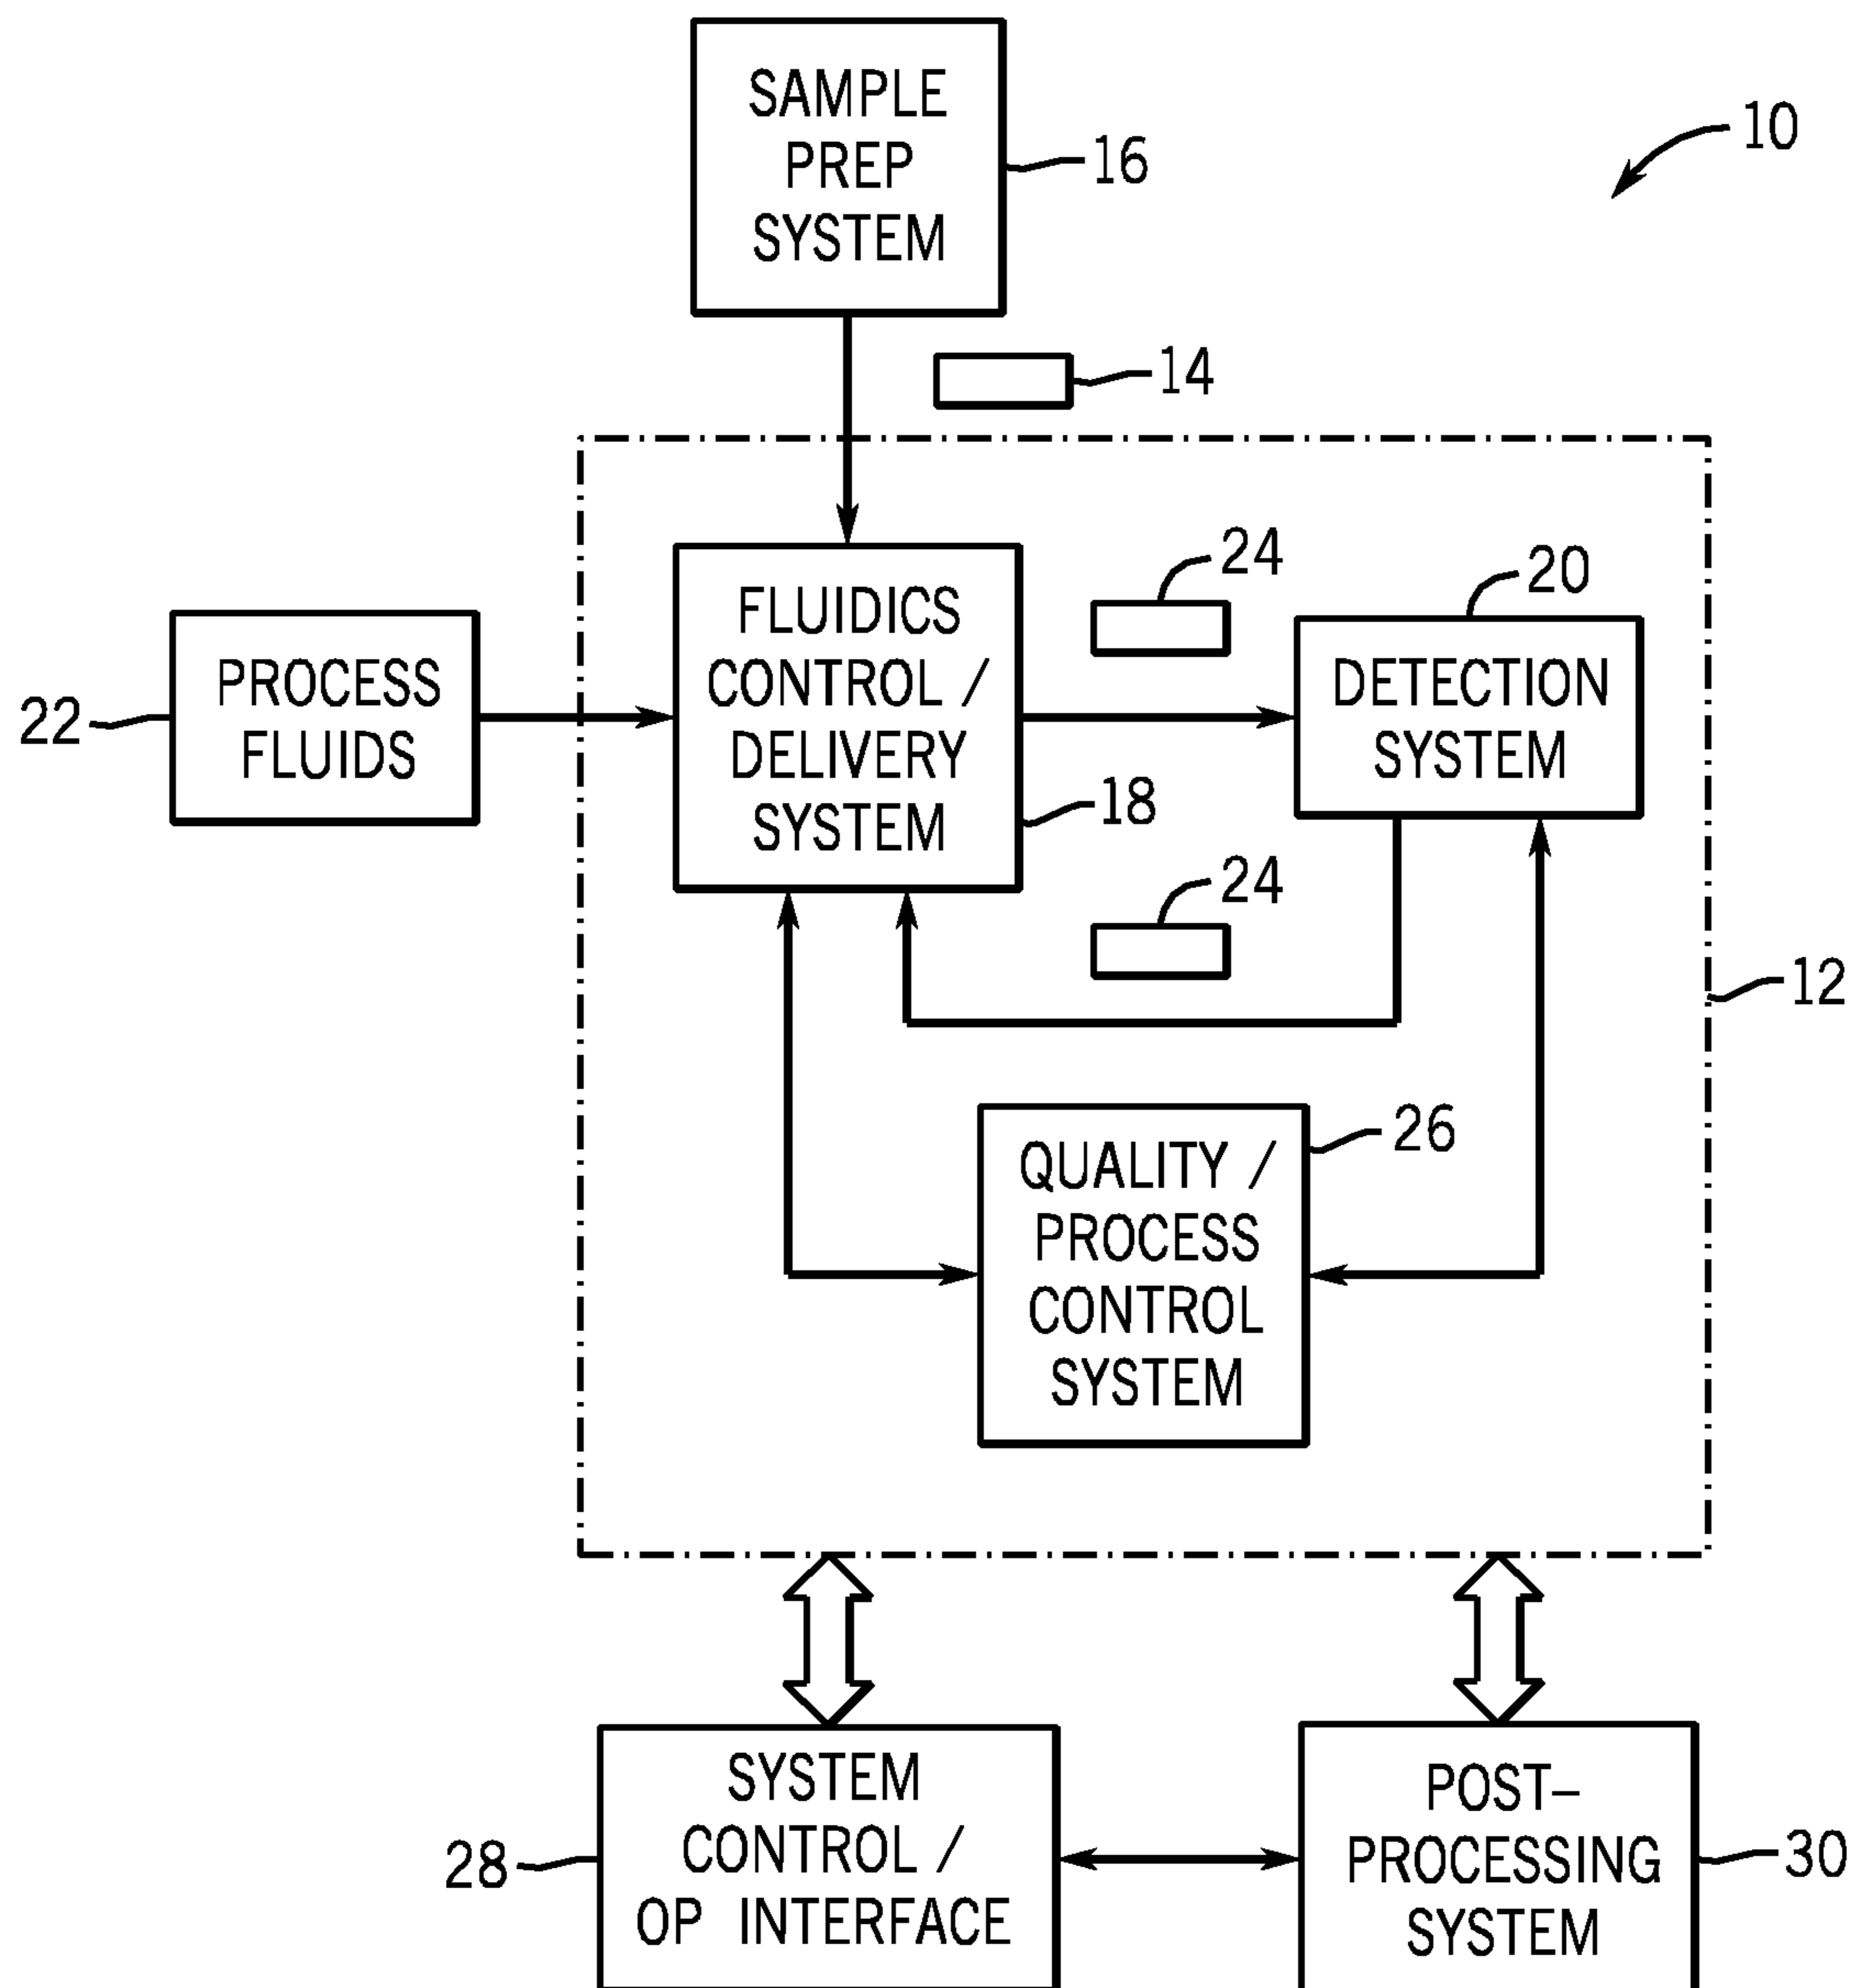 SAMPLE
PREP
SYSTEM
16
10
14
24
20
FLUIDICS
CONTROL /
DELIVERY
SYSTEM
18
DETECTION
SYSTEM
PROCESS
FLUIDS
22
24
12
26
QUALITY /
PROCESS
CONTROL
SYSTEM
SYSTEM
CONTROL /
OP INTERFACE
28
POST–
PROCESSING
SYSTEM
30